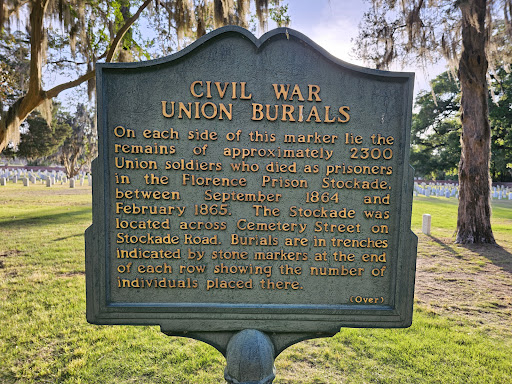 CIVIL WAR
UNION BURIALS
On each side of this marker lie the
remains of approximately 2300
Union soldiers who died as prisoners
in the Florence Prison Stockade,
between September 1864 and
February 1865. The Stockade was
located across Cemetery Street on
Stockade Road. Burials are in trenches
indicated by stone markers at the end
of each row showing the number of
individuals placed there.
(Over)